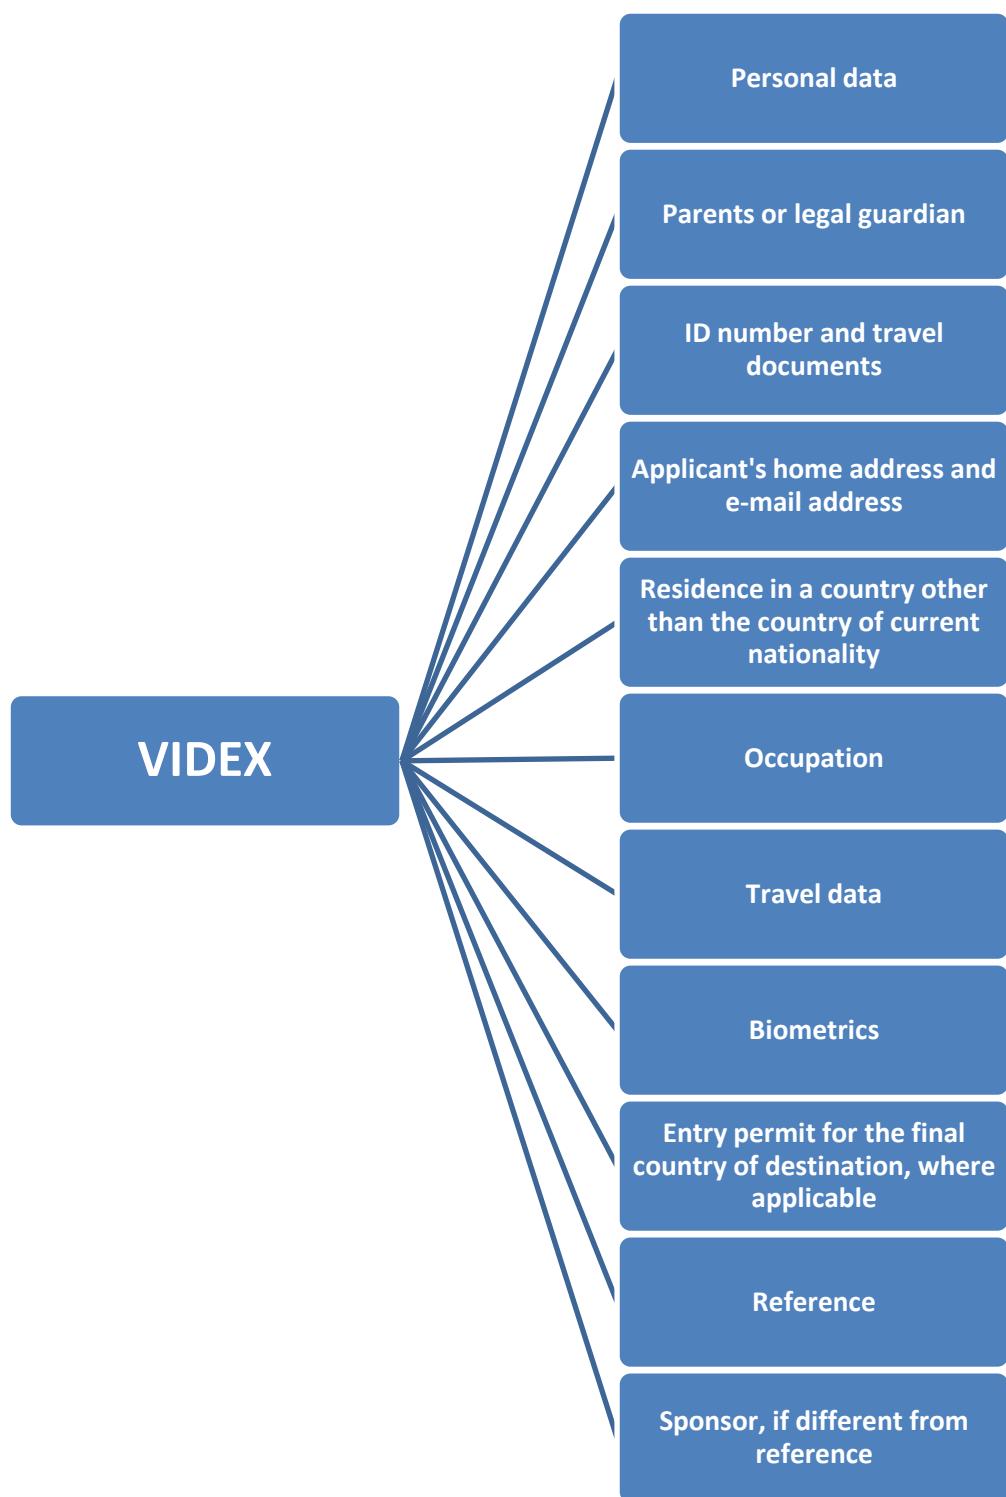 Personal data
Parents or legal guardian
ID number and travel
documents
Applicant's home address and
e-mail address
Residence in a country other
than the country of current
nationality
VIDEX
Occupation
Travel data
Biometrics
Entry permit for the final
country of destination, where
applicable
Reference
Sponsor, if different from
reference